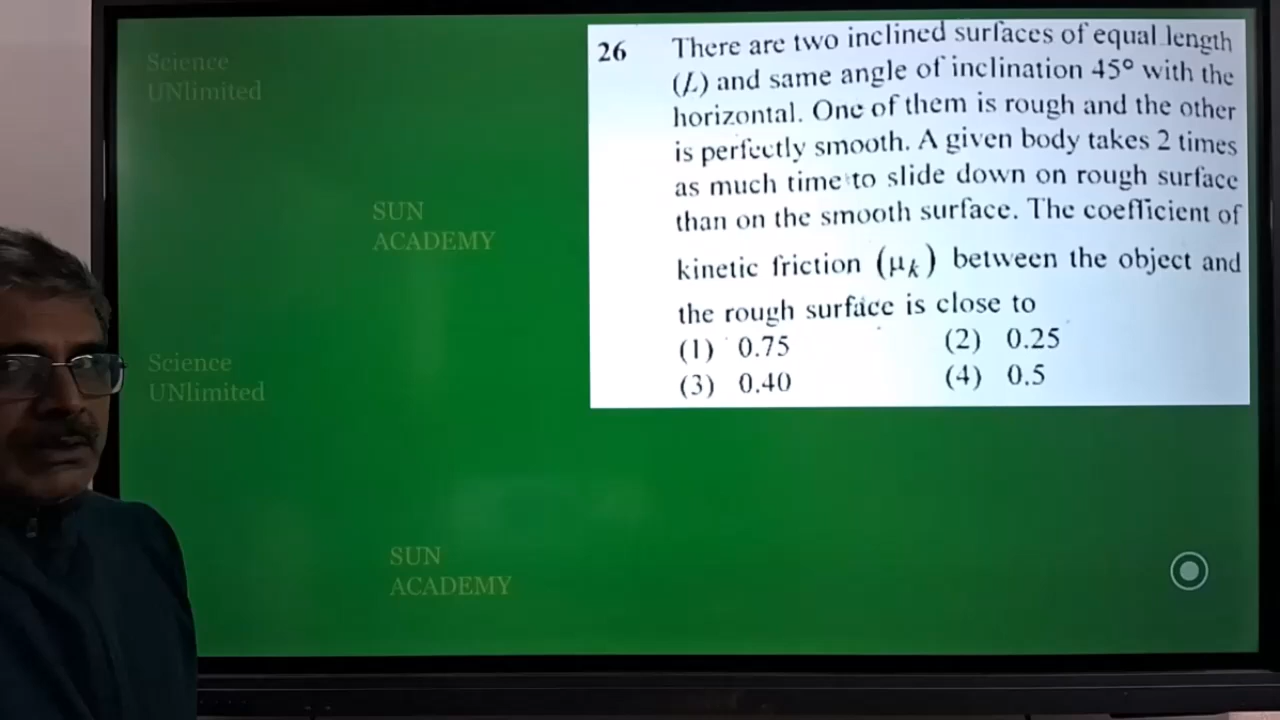 Science
UNlimited
SUN
ACADEMY
Science
UNlimited
SUN
ACADEMY
26 There are two inclined surfaces of equal length
(L) and same angle of inclination 45° with the
horizontal. One of them is rough and the other
is perfectly smooth. A given body takes 2 times
as much time to slide down on rough surface
than on the smooth surface. The coefficient of
kinetic friction (μk) between the object and
the rough surface is close to
(1) 0.75 (2) 0.25
(3) 0.40 (4) 0.5